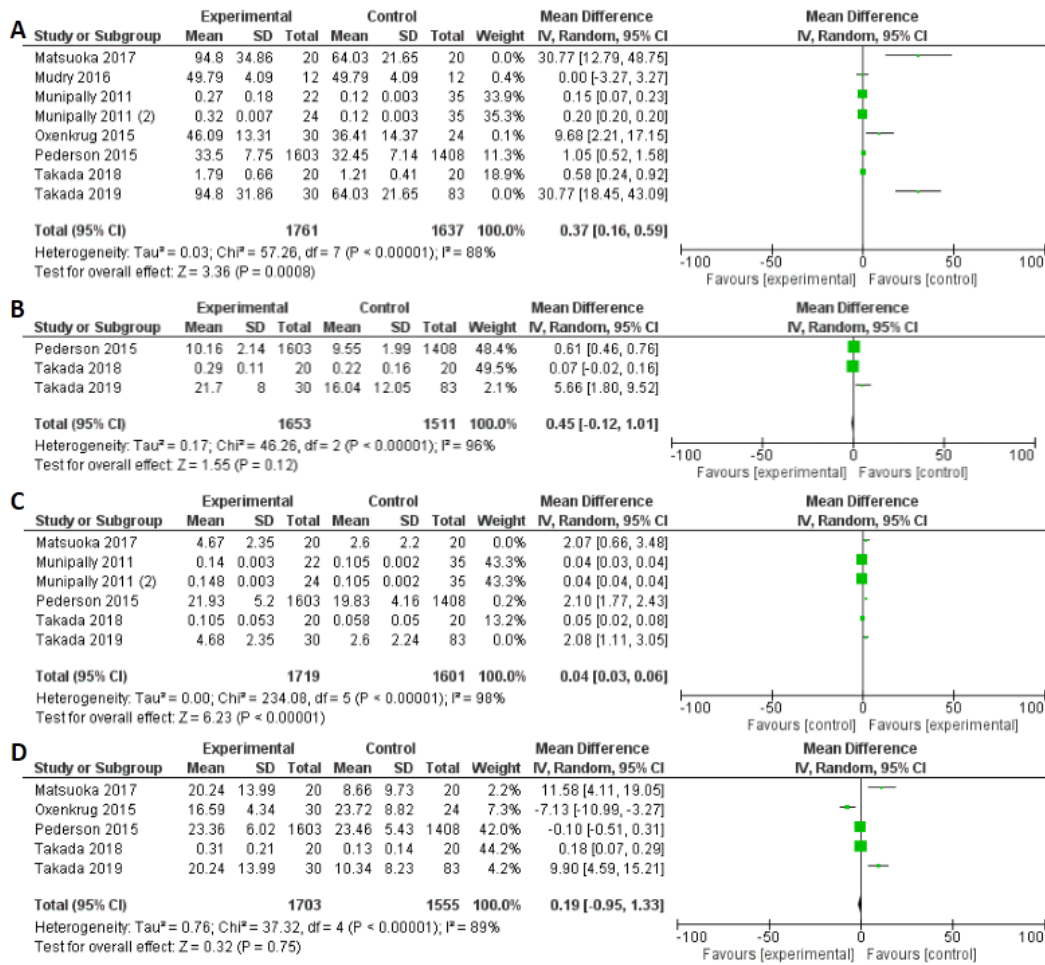 A
Experimental Control Mean Difference Mean Difference
Study or Subgroup Mean SD Total Mean SD Total Weight IV, Random, 95% CI IV, Random, 95% CI
Matsuoka 2017 94.8 34.86 20 64.03 21.65 20 0.0% 30.77 [12.79, 48.75]
Mudry 2016 49.79 4.09 12 49.79 4.09 12 0.4% 0.00 [-3.27, 3.27]
Munipally 2011 0.27 0.18 22 0.12 0.003 35 33.9% 0.15 [0.07, 0.23]
Munipally 2011 (2) 0.32 0.007 24 0.12 0.003 35 35.3% 0.20 [0.20, 0.20]
Oxenkrug 2015 46.09 13.31 30 36.41 14.37 24 0.1% 9.68 [2.21, 17.15]
Pederson 2015 33.5 7.75 1603 32.45 7.14 1408 11.3% 1.05 [0.52, 1.58]
Takada 2018 1.79 0.66 20 1.21 0.41 20 18.9% 0.58 [0.24, 0.92]
Takada 2019 94.8 31.86 30 64.03 21.65 83 0.0% 30.77 [18.45, 43.09]
Total (95% CI) 1761 1637 100.0% 0.37 [0.16, 0.59]
Heterogeneity: Tau² = 0.03; Chi² = 57.26, df = 7 (P < 0.00001); I² = 88%
Test for overall effect: Z = 3.36 (P = 0.0008)
-100 -50 0 50 100
Favours [experimental] Favours [control]
B
Experimental Control Mean Difference Mean Difference
Study or Subgroup Mean SD Total Mean SD Total Weight IV, Random, 95% CI IV, Random, 95% CI
Pederson 2015 10.16 2.14 1603 9.55 1.99 1408 48.4% 0.61 [0.46, 0.76]
Takada 2018 0.29 0.11 20 0.22 0.16 20 49.5% 0.07 [-0.02, 0.16]
Takada 2019 21.7 8 30 16.04 12.05 83 2.1% 5.66 [1.80, 9.52]
Total (95% CI) 1653 1511 100.0% 0.45 [-0.12, 1.01]
Heterogeneity: Tau² = 0.17; Chi² = 46.26, df = 2 (P < 0.00001); I² = 96%
Test for overall effect: Z = 1.55 (P = 0.12)
-100 -50 0 50 100
Favours [experimental] Favours [control]
C
Experimental Control Mean Difference Mean Difference
Study or Subgroup Mean SD Total Mean SD Total Weight IV, Random, 95% CI IV, Random, 95% CI
Matsuoka 2017 4.67 2.35 20 2.6 2.2 20 0.0% 2.07 [0.66, 3.48]
Munipally 2011 0.14 0.003 22 0.105 0.002 35 43.3% 0.04 [0.03, 0.04]
Munipally 2011 (2) 0.148 0.003 24 0.105 0.002 35 43.3% 0.04 [0.04, 0.04]
Pederson 2015 21.93 5.2 1603 19.83 4.16 1408 0.2% 2.10 [1.77, 2.43]
Takada 2018 0.105 0.053 20 0.058 0.05 20 13.2% 0.05 [0.02, 0.08]
Takada 2019 4.68 2.35 30 2.6 2.24 83 0.0% 2.08 [1.11, 3.05]
Total (95% CI) 1719 1601 100.0% 0.04 [0.03, 0.06]
Heterogeneity: Tau² = 0.00; Chi² = 234.08, df = 5 (P < 0.00001); I² = 98%
Test for overall effect: Z = 6.23 (P < 0.00001)
-100 -50 0 50 100
Favours [control] Favours [experimental]
D
Experimental Control Mean Difference Mean Difference
Study or Subgroup Mean SD Total Mean SD Total Weight IV, Random, 95% CI IV, Random, 95% CI
Matsuoka 2017 20.24 13.99 20 8.66 9.73 20 2.2% 11.58 [4.11, 19.05]
Oxenkrug 2015 16.59 4.34 30 23.72 8.82 24 7.3% -7.13 [-10.99, -3.27]
Pederson 2015 23.36 6.02 1603 23.46 5.43 1408 42.0% -0.10 [-0.51, 0.31]
Takada 2018 0.31 0.21 20 0.13 0.14 20 44.2% 0.18 [0.07, 0.29]
Takada 2019 20.24 13.99 30 10.34 8.23 83 4.2% 9.90 [4.59, 15.21]
Total (95% CI) 1703 1555 100.0% 0.19 [-0.95, 1.33]
Heterogeneity: Tau² = 0.76; Chi² = 37.32, df = 4 (P < 0.00001); I² = 89%
Test for overall effect: Z = 0.32 (P = 0.75)
-100 -50 0 50 100
Favours [experimental] Favours [control]